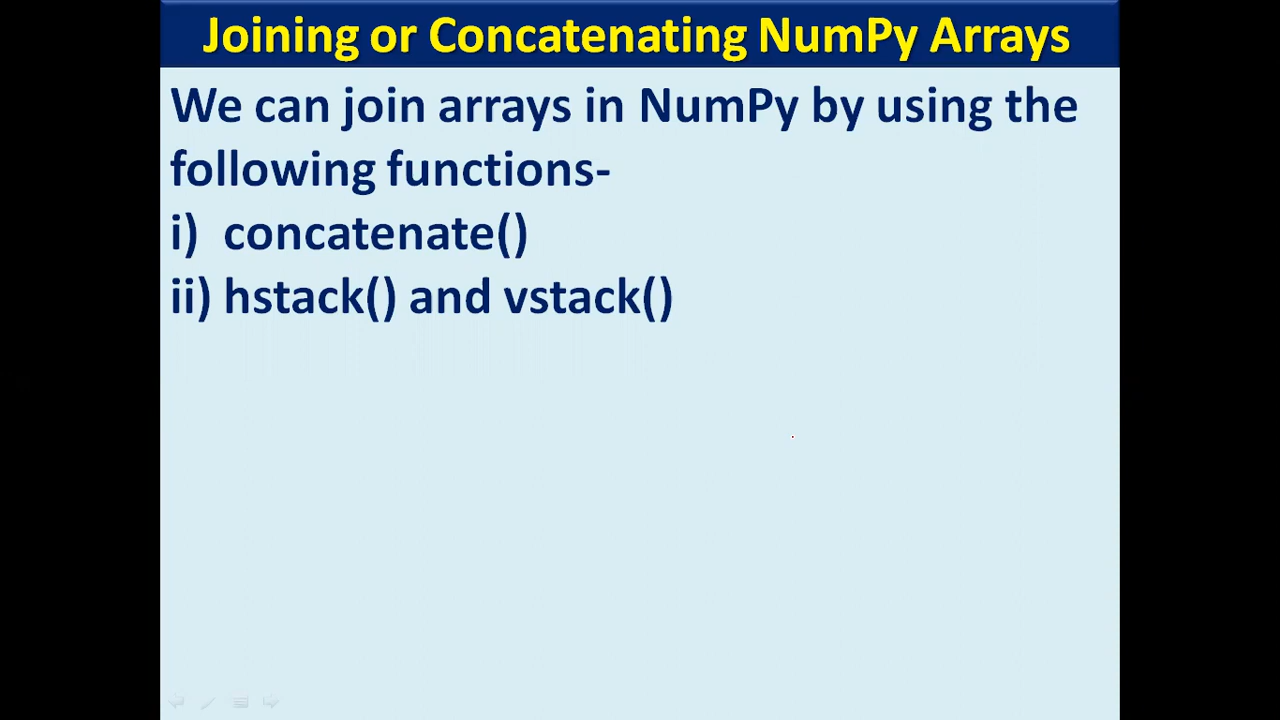 Joining or Concatenating NumPy Arrays
We can join arrays in NumPy by using the
following functions-
i) concatenate()
ii) hstack() and vstack()